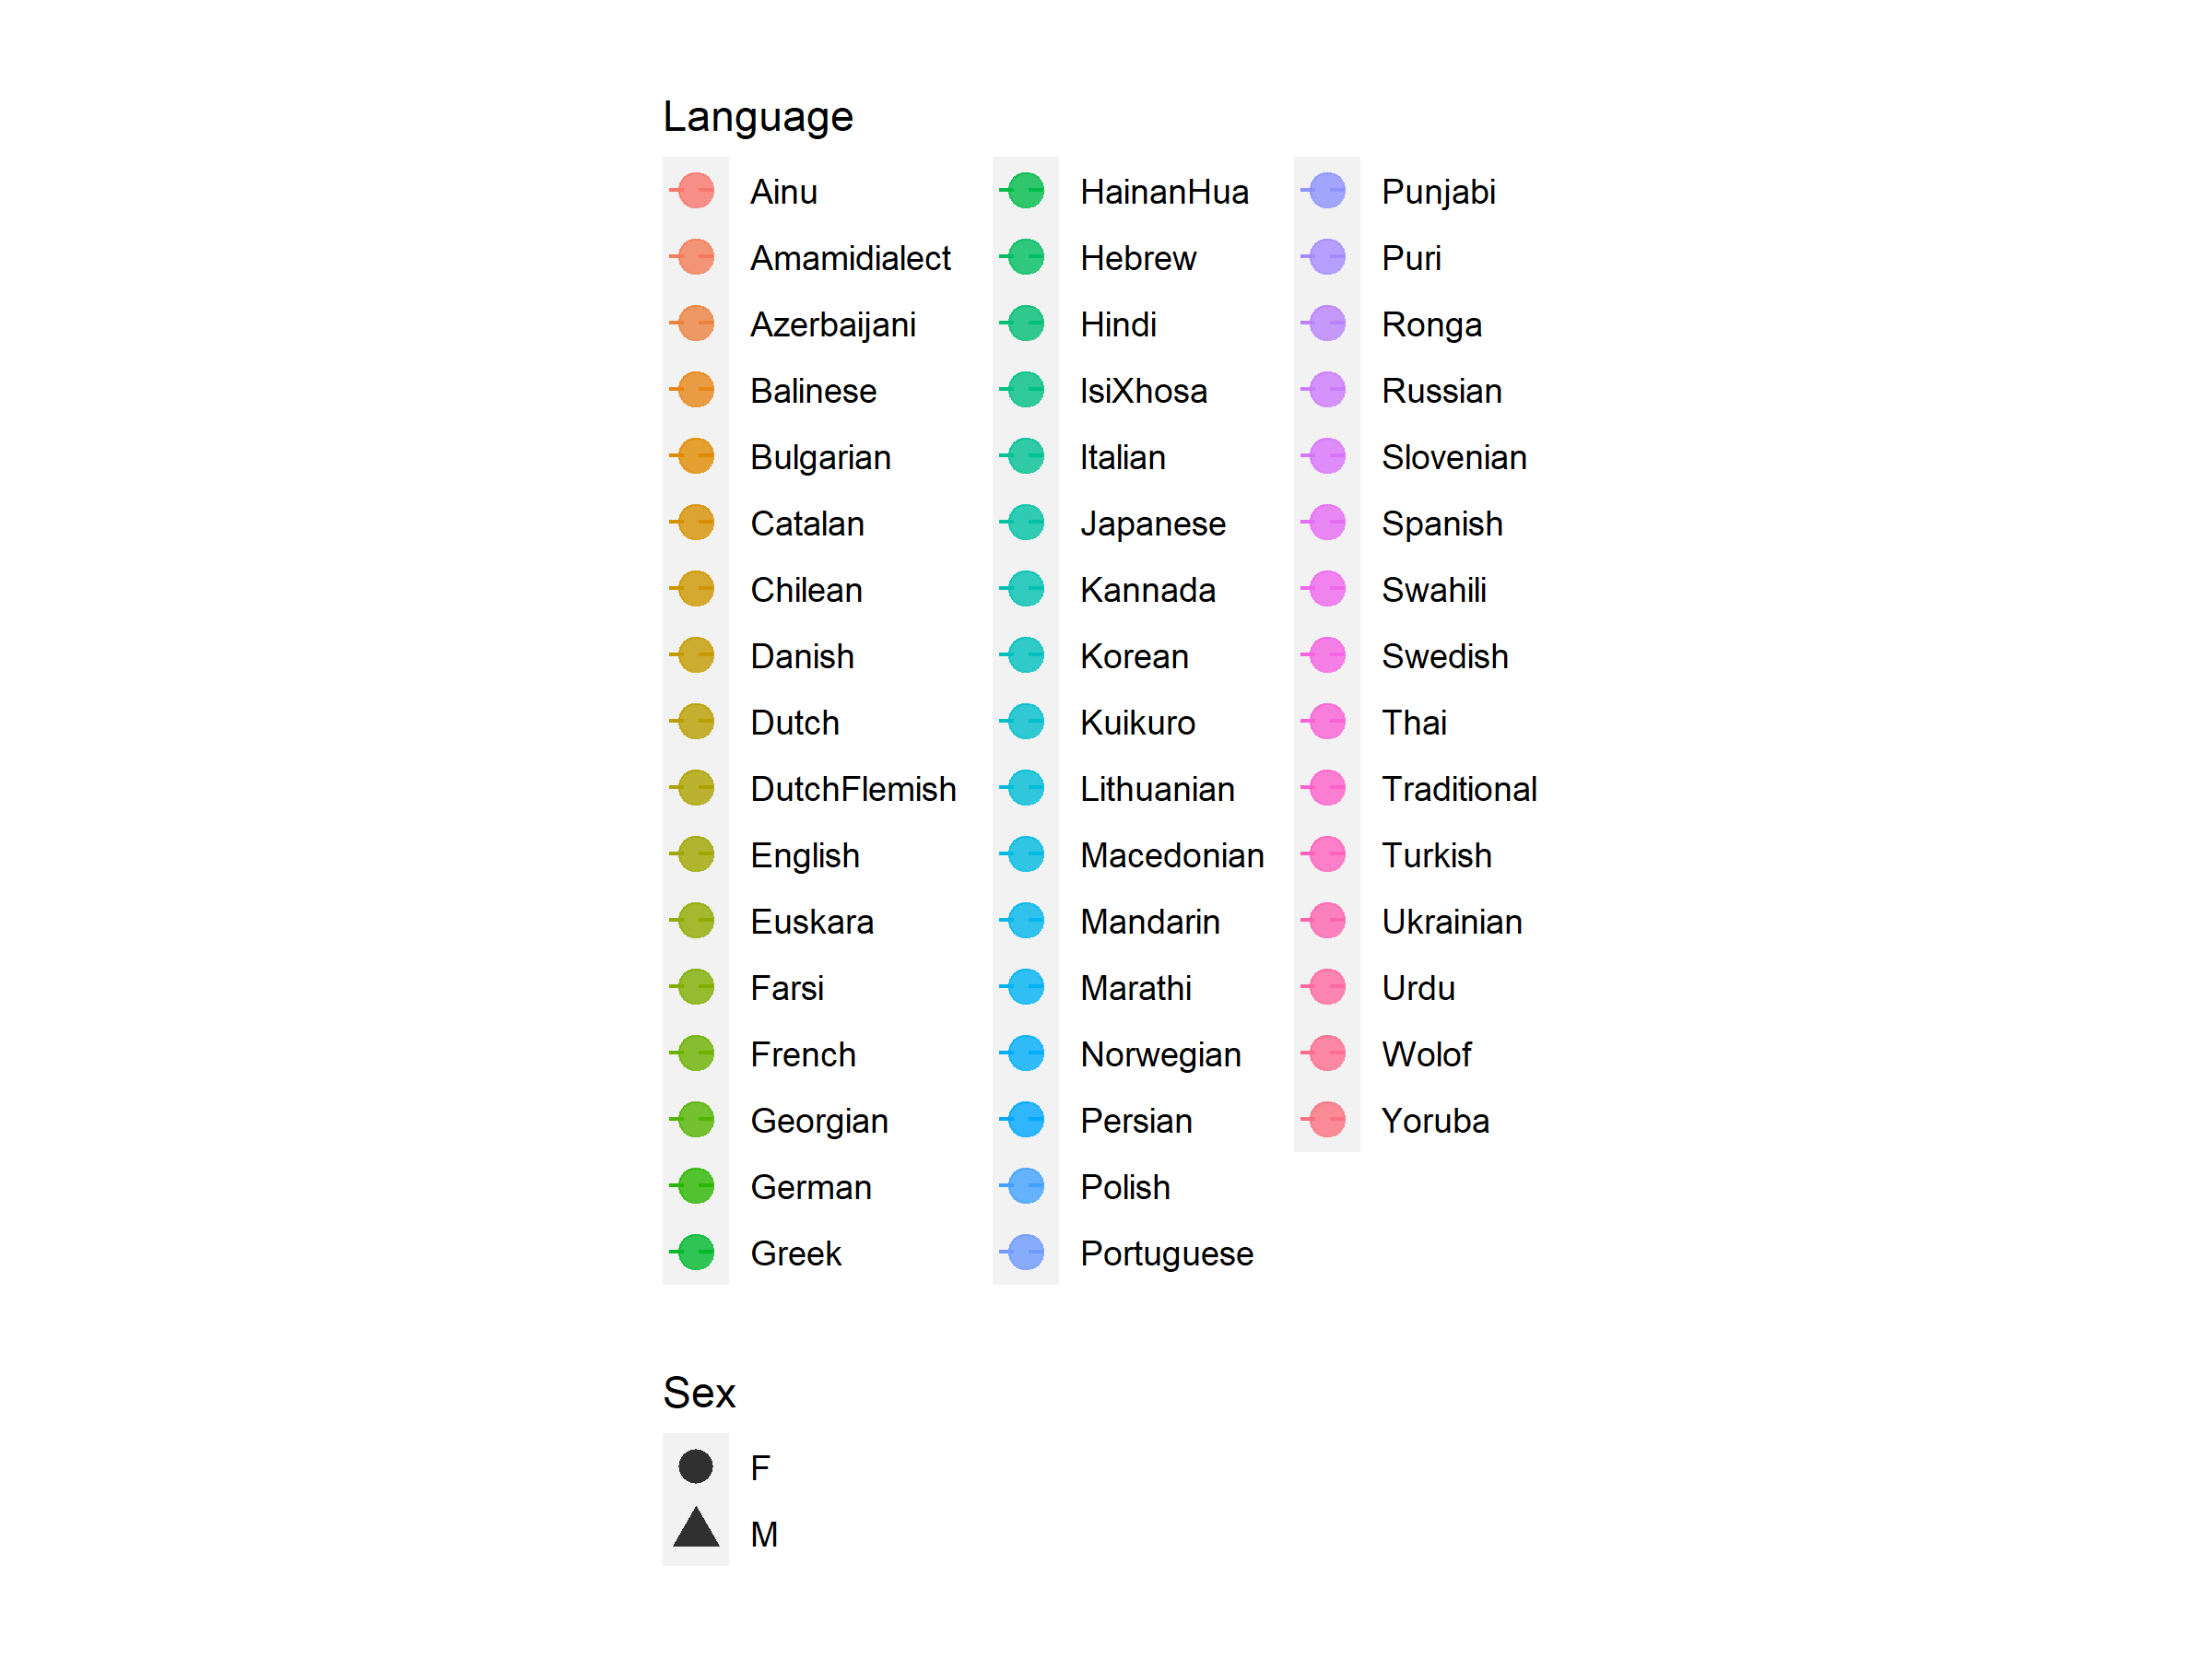 Language
Ainu
Amamidialect
Azerbaijani
Balinese
Bulgarian
Catalan
Chilean
Danish
Dutch
DutchFlemish
English
Euskara
Farsi
French
Georgian
German
Greek
HainanHua
Hebrew
Hindi
IsiXhosa
Italian
Japanese
Kannada
Korean
Kuikuro
Lithuanian
Macedonian
Mandarin
Marathi
Norwegian
Persian
Polish
Portuguese
Punjabi
Puri
Ronga
Russian
Slovenian
Spanish
Swahili
Swedish
Thai
Traditional
Turkish
Ukrainian
Urdu
Wolof
Yoruba
Sex
F
M